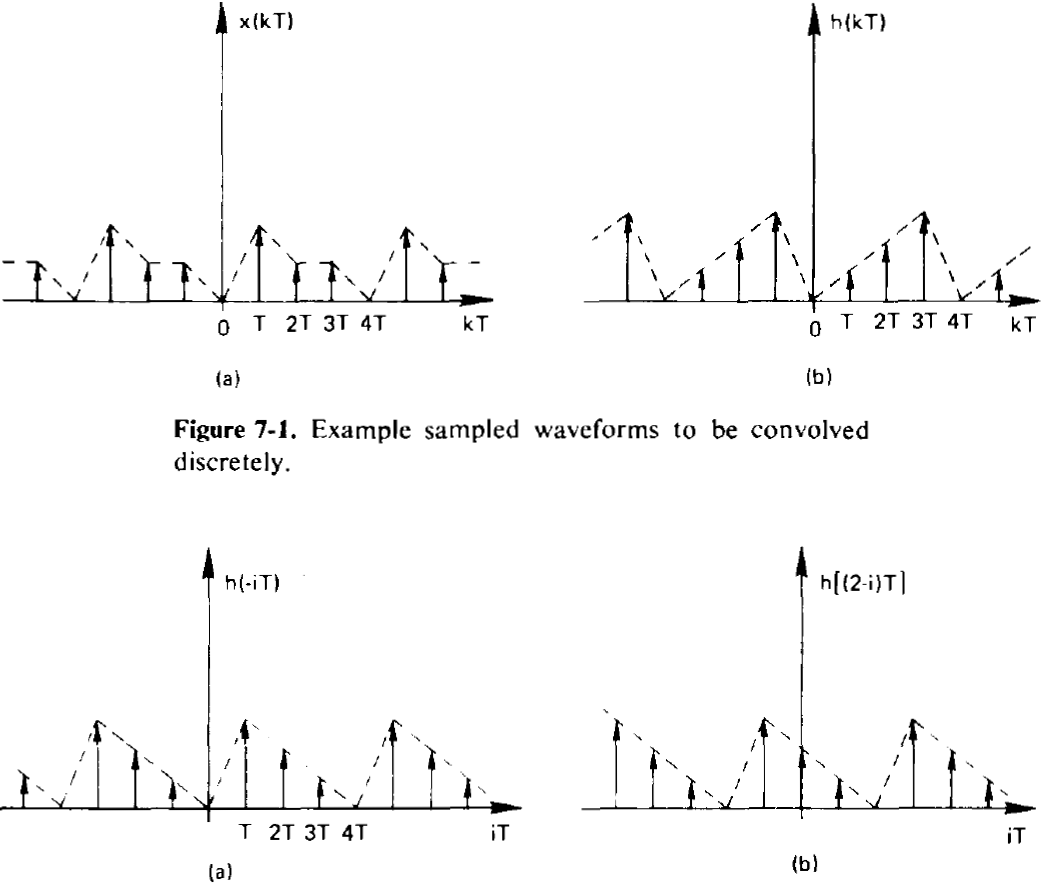 x(kT)
h(kT)
0 T 2T 3T 4T kT
0 T 2T 3T 4T kT
(a)
(b)
Figure 7-1. Example sampled waveforms to be convolved
discretely.
h(-iT)
h[(2-i)T]
T 2T 3T 4T iT
iT
(a)
(b)